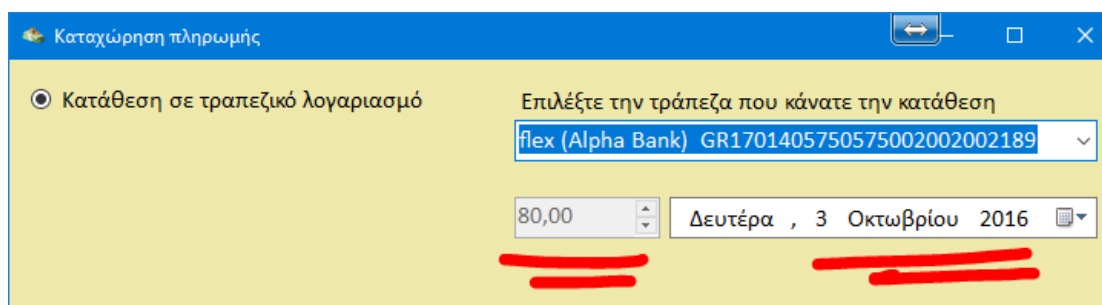 Καταχώρηση πληρωμής
Κατάθεση σε τραπεζικό λογαριασμό
Επιλέξτε την τράπεζα που κάνατε την κατάθεση
flex (Alpha Bank)  GR1701405750575002002002189
80,00
Δευτέρα , 3 Οκτωβρίου 2016